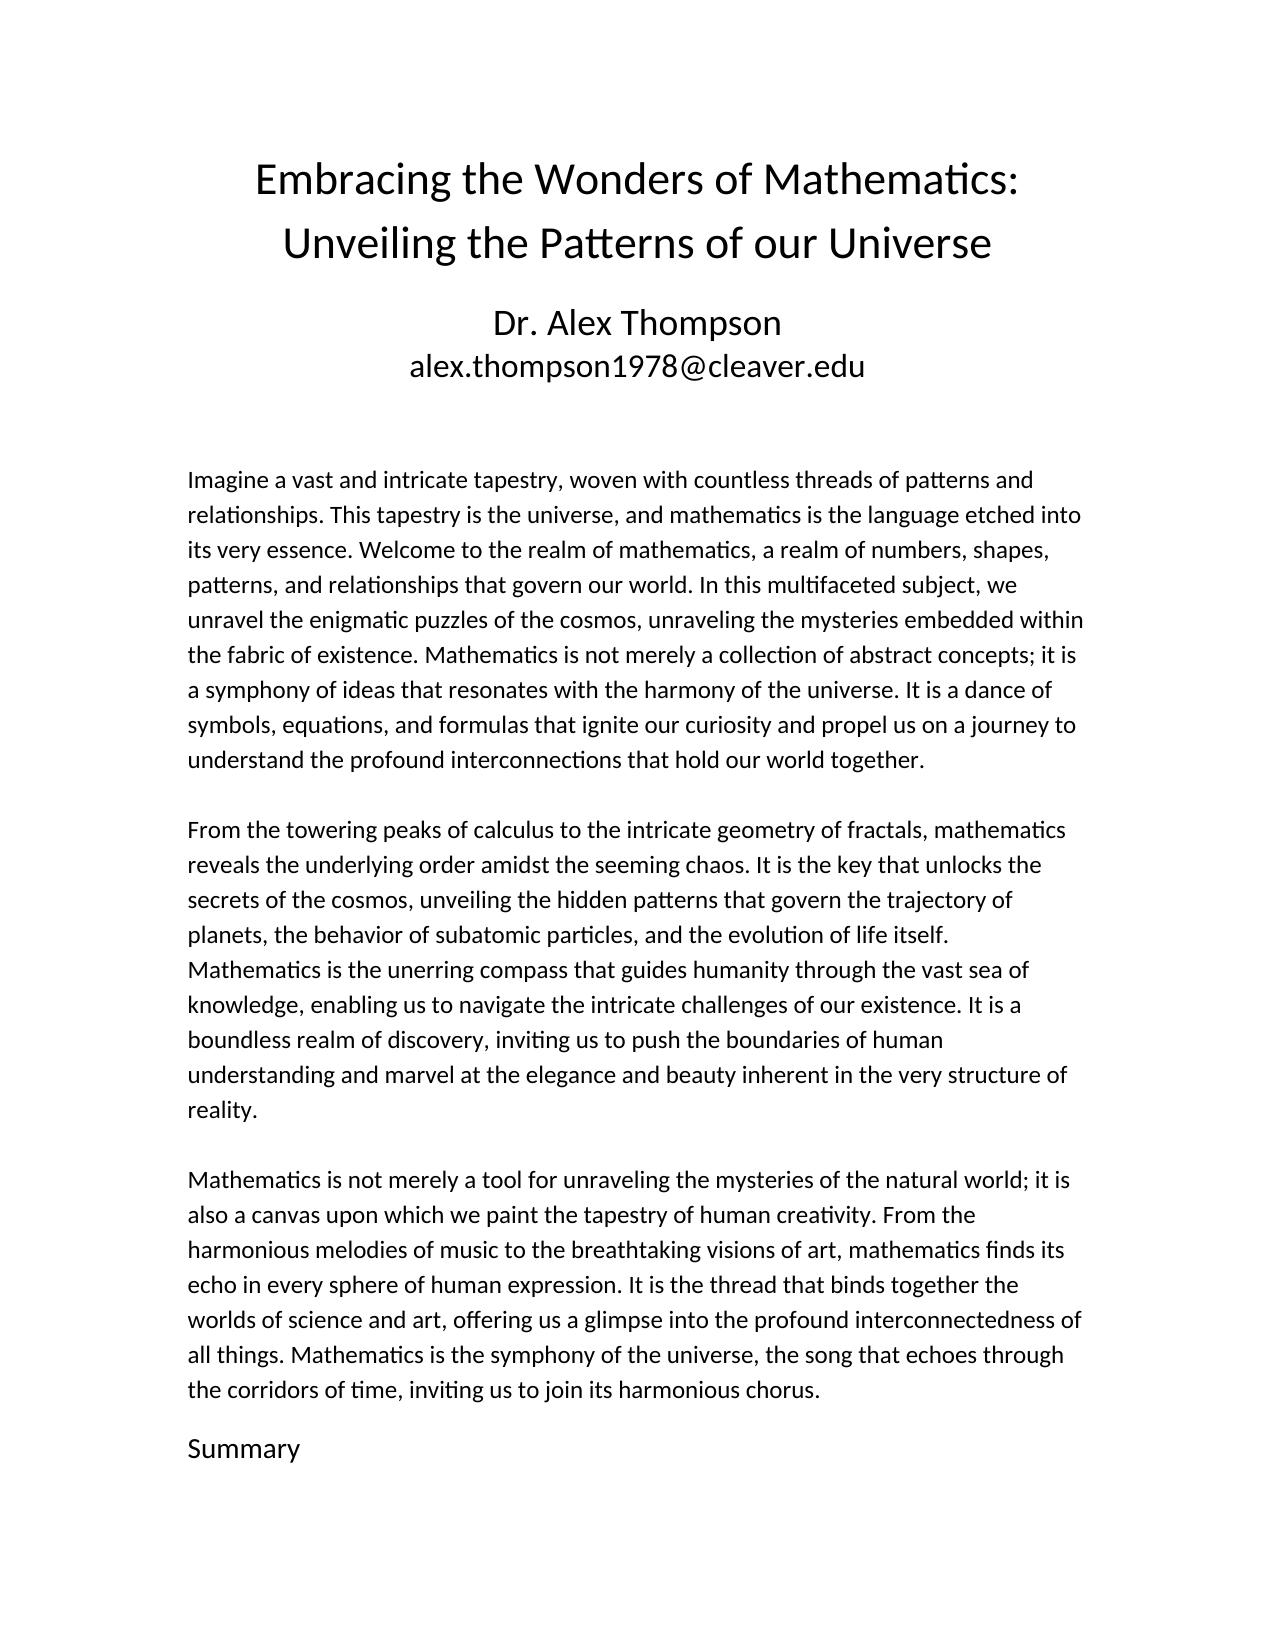 Embracing the Wonders of Mathematics:
Unveiling the Patterns of our Universe
Dr. Alex Thompson
alex.thompson1978@cleaver.edu
Imagine a vast and intricate tapestry, woven with countless threads of patterns and
relationships. This tapestry is the universe, and mathematics is the language etched into
its very essence. Welcome to the realm of mathematics, a realm of numbers, shapes,
patterns, and relationships that govern our world. In this multifaceted subject, we
unravel the enigmatic puzzles of the cosmos, unraveling the mysteries embedded within
the fabric of existence. Mathematics is not merely a collection of abstract concepts; it is
a symphony of ideas that resonates with the harmony of the universe. It is a dance of
symbols, equations, and formulas that ignite our curiosity and propel us on a journey to
understand the profound interconnections that hold our world together.
From the towering peaks of calculus to the intricate geometry of fractals, mathematics
reveals the underlying order amidst the seeming chaos. It is the key that unlocks the
secrets of the cosmos, unveiling the hidden patterns that govern the trajectory of
planets, the behavior of subatomic particles, and the evolution of life itself.
Mathematics is the unerring compass that guides humanity through the vast sea of
knowledge, enabling us to navigate the intricate challenges of our existence. It is a
boundless realm of discovery, inviting us to push the boundaries of human
understanding and marvel at the elegance and beauty inherent in the very structure of
reality.
Mathematics is not merely a tool for unraveling the mysteries of the natural world; it is
also a canvas upon which we paint the tapestry of human creativity. From the
harmonious melodies of music to the breathtaking visions of art, mathematics finds its
echo in every sphere of human expression. It is the thread that binds together the
worlds of science and art, offering us a glimpse into the profound interconnectedness of
all things. Mathematics is the symphony of the universe, the song that echoes through
the corridors of time, inviting us to join its harmonious chorus.
Summary